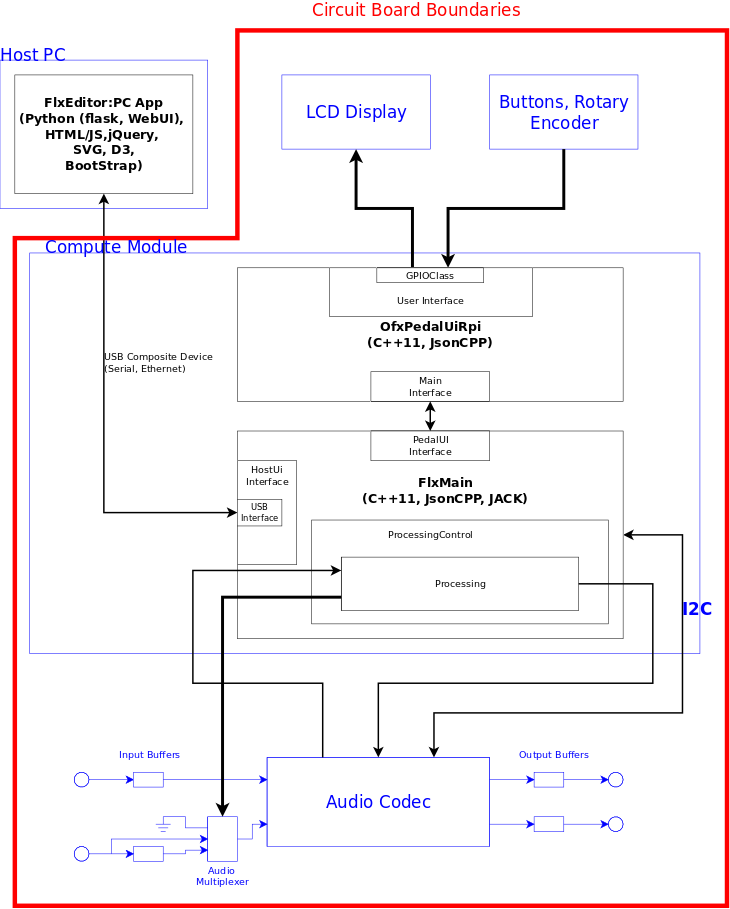 Circuit Board Boundaries
Host PC
FlxEditor:PC App
(Python (flask, WebUI),
HTML/JS,jQuery,
SVG, D3,
BootStrap)
LCD Display
Buttons, Rotary
Encoder
Compute Module
GPIOClass
User Interface
OfxPedalUiRpi
(C++11, JsonCPP)
USB Composite Device
(Serial, Ethernet)
Main
Interface
PedalUI
Interface
HostUi
Interface
FlxMain
(C++11, JsonCPP, JACK)
USB
Interface
ProcessingControl
Processing
I2C
Input Buffers
Output Buffers
Audio Codec
Audio
Multiplexer